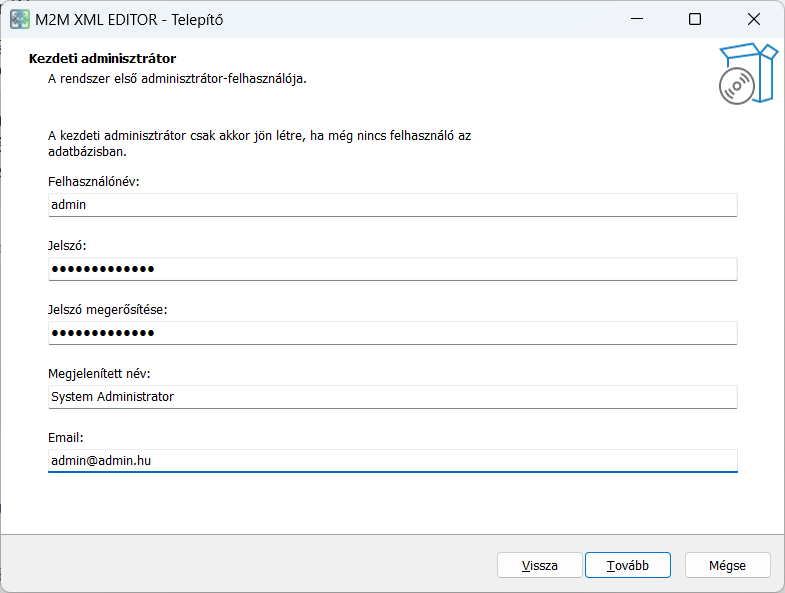 M2M XML EDITOR - Telepítő
Kezdeti adminisztrátor
A rendszer első adminisztrátor-felhasználója.
A kezdeti adminisztrátor csak akkor jön létre, ha még nincs felhasználó az
adatbázisban.
Felhasználónév:
admin
Jelszó:
●●●●●●●●●●●●●
Jelszó megerősítése:
●●●●●●●●●●●●●
Megjelenített név:
System Administrator
Email:
admin@admin.hu
Vissza
Tovább
Mégse